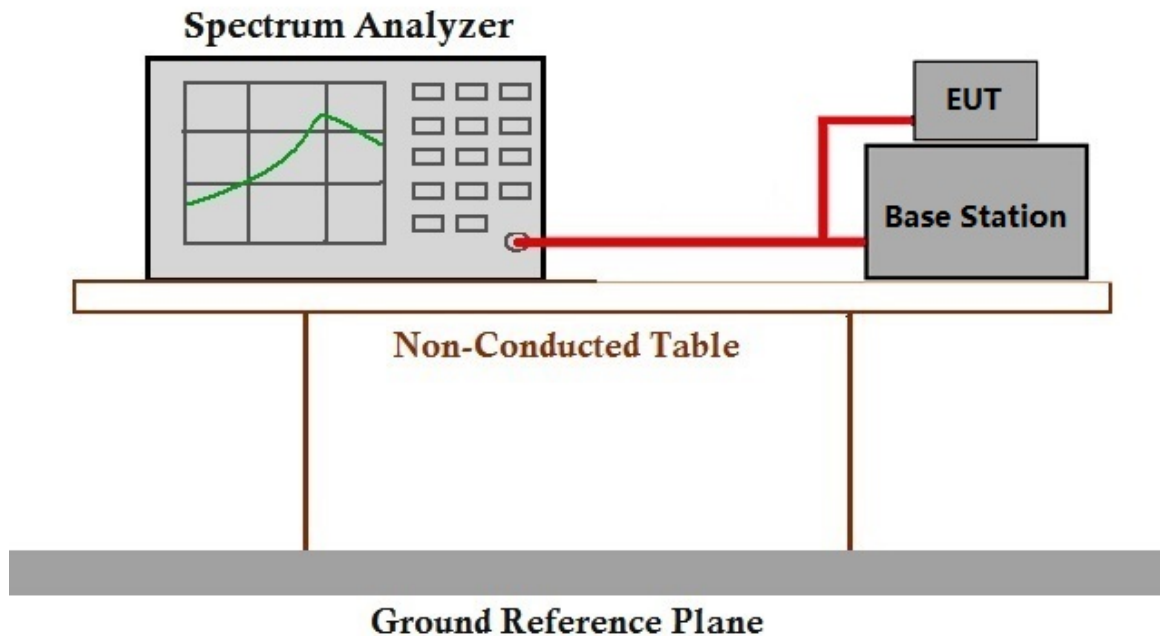 Spectrum Analyzer
EUT
Base Station
Non-Conducted Table
Ground Reference Plane